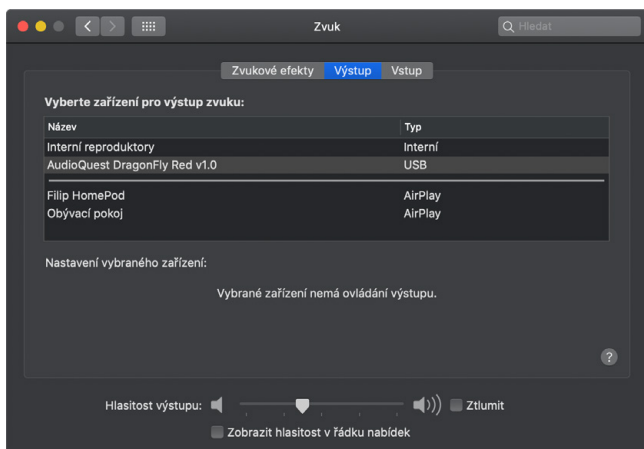 Zvuk
Hledat
Zvukové efekty Výstup Vstup
Vyberte zařízení pro výstup zvuku:
Název Typ
Interní reproduktory Interní
AudioQuest DragonFly Red v1.0 USB
Filip HomePod AirPlay
Obývací pokoj AirPlay
Nastavení vybraného zařízení:
Vybrané zařízení nemá ovládání výstupu.
?
Hlasitost výstupu: Ztlumit
Zobrazit hlasitost v řádku nabídek